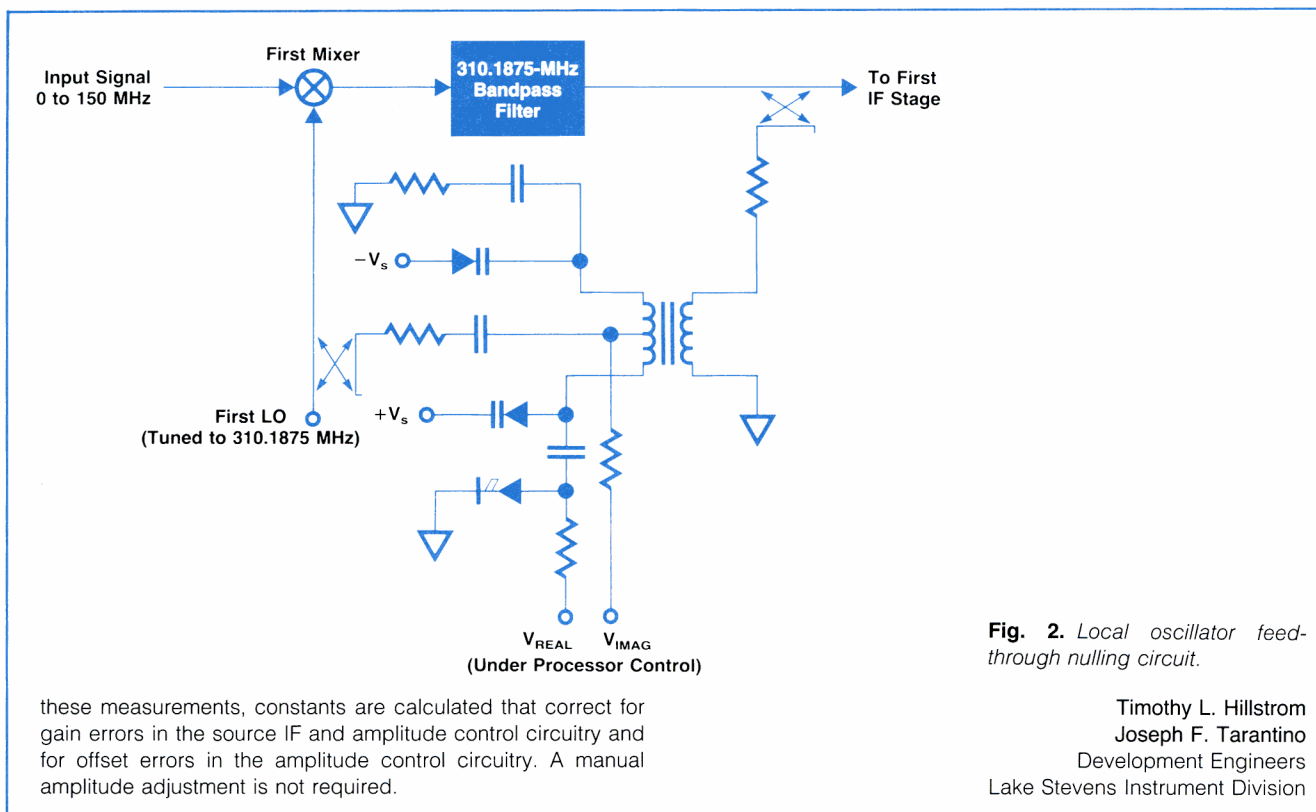 First Mixer
Input Signal
0 to 150 MHz
310.1875-MHz
Bandpass
Filter
To First
IF Stage
−Vs
First LO
(Tuned to 310.1875 MHz)
+Vs
VREAL
VIMAG
(Under Processor Control)
Fig. 2. Local oscillator feed-
through nulling circuit.
these measurements, constants are calculated that correct for
gain errors in the source IF and amplitude control circuitry and
for offset errors in the amplitude control circuitry. A manual
amplitude adjustment is not required.
Timothy L. Hillstrom
Joseph F. Tarantino
Development Engineers
Lake Stevens Instrument Division